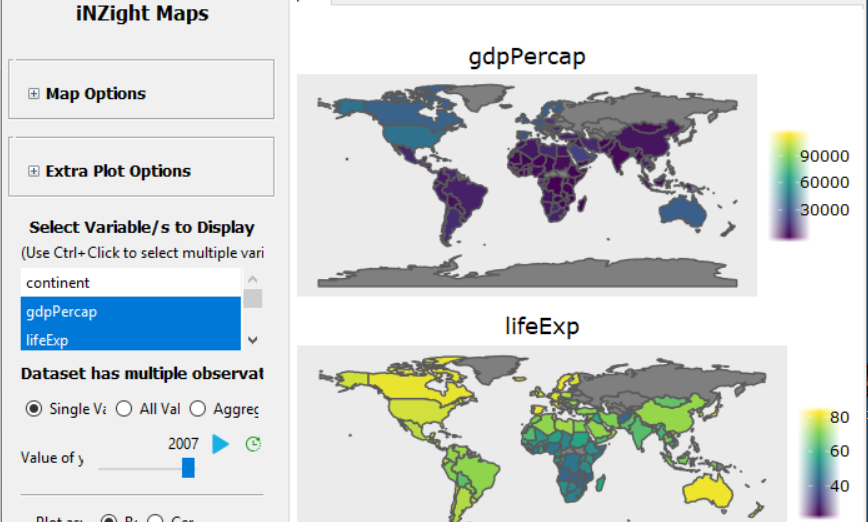 iNZight Maps
Map Options
Extra Plot Options
Select Variable/s to Display
(Use Ctrl+Click to select multiple vari
continent
gdpPercap
lifeExp
Dataset has multiple observat
Single Va
All Val
Aggreg
2007
Value of y
gdpPercap
90000
60000
30000
lifeExp
80
60
40